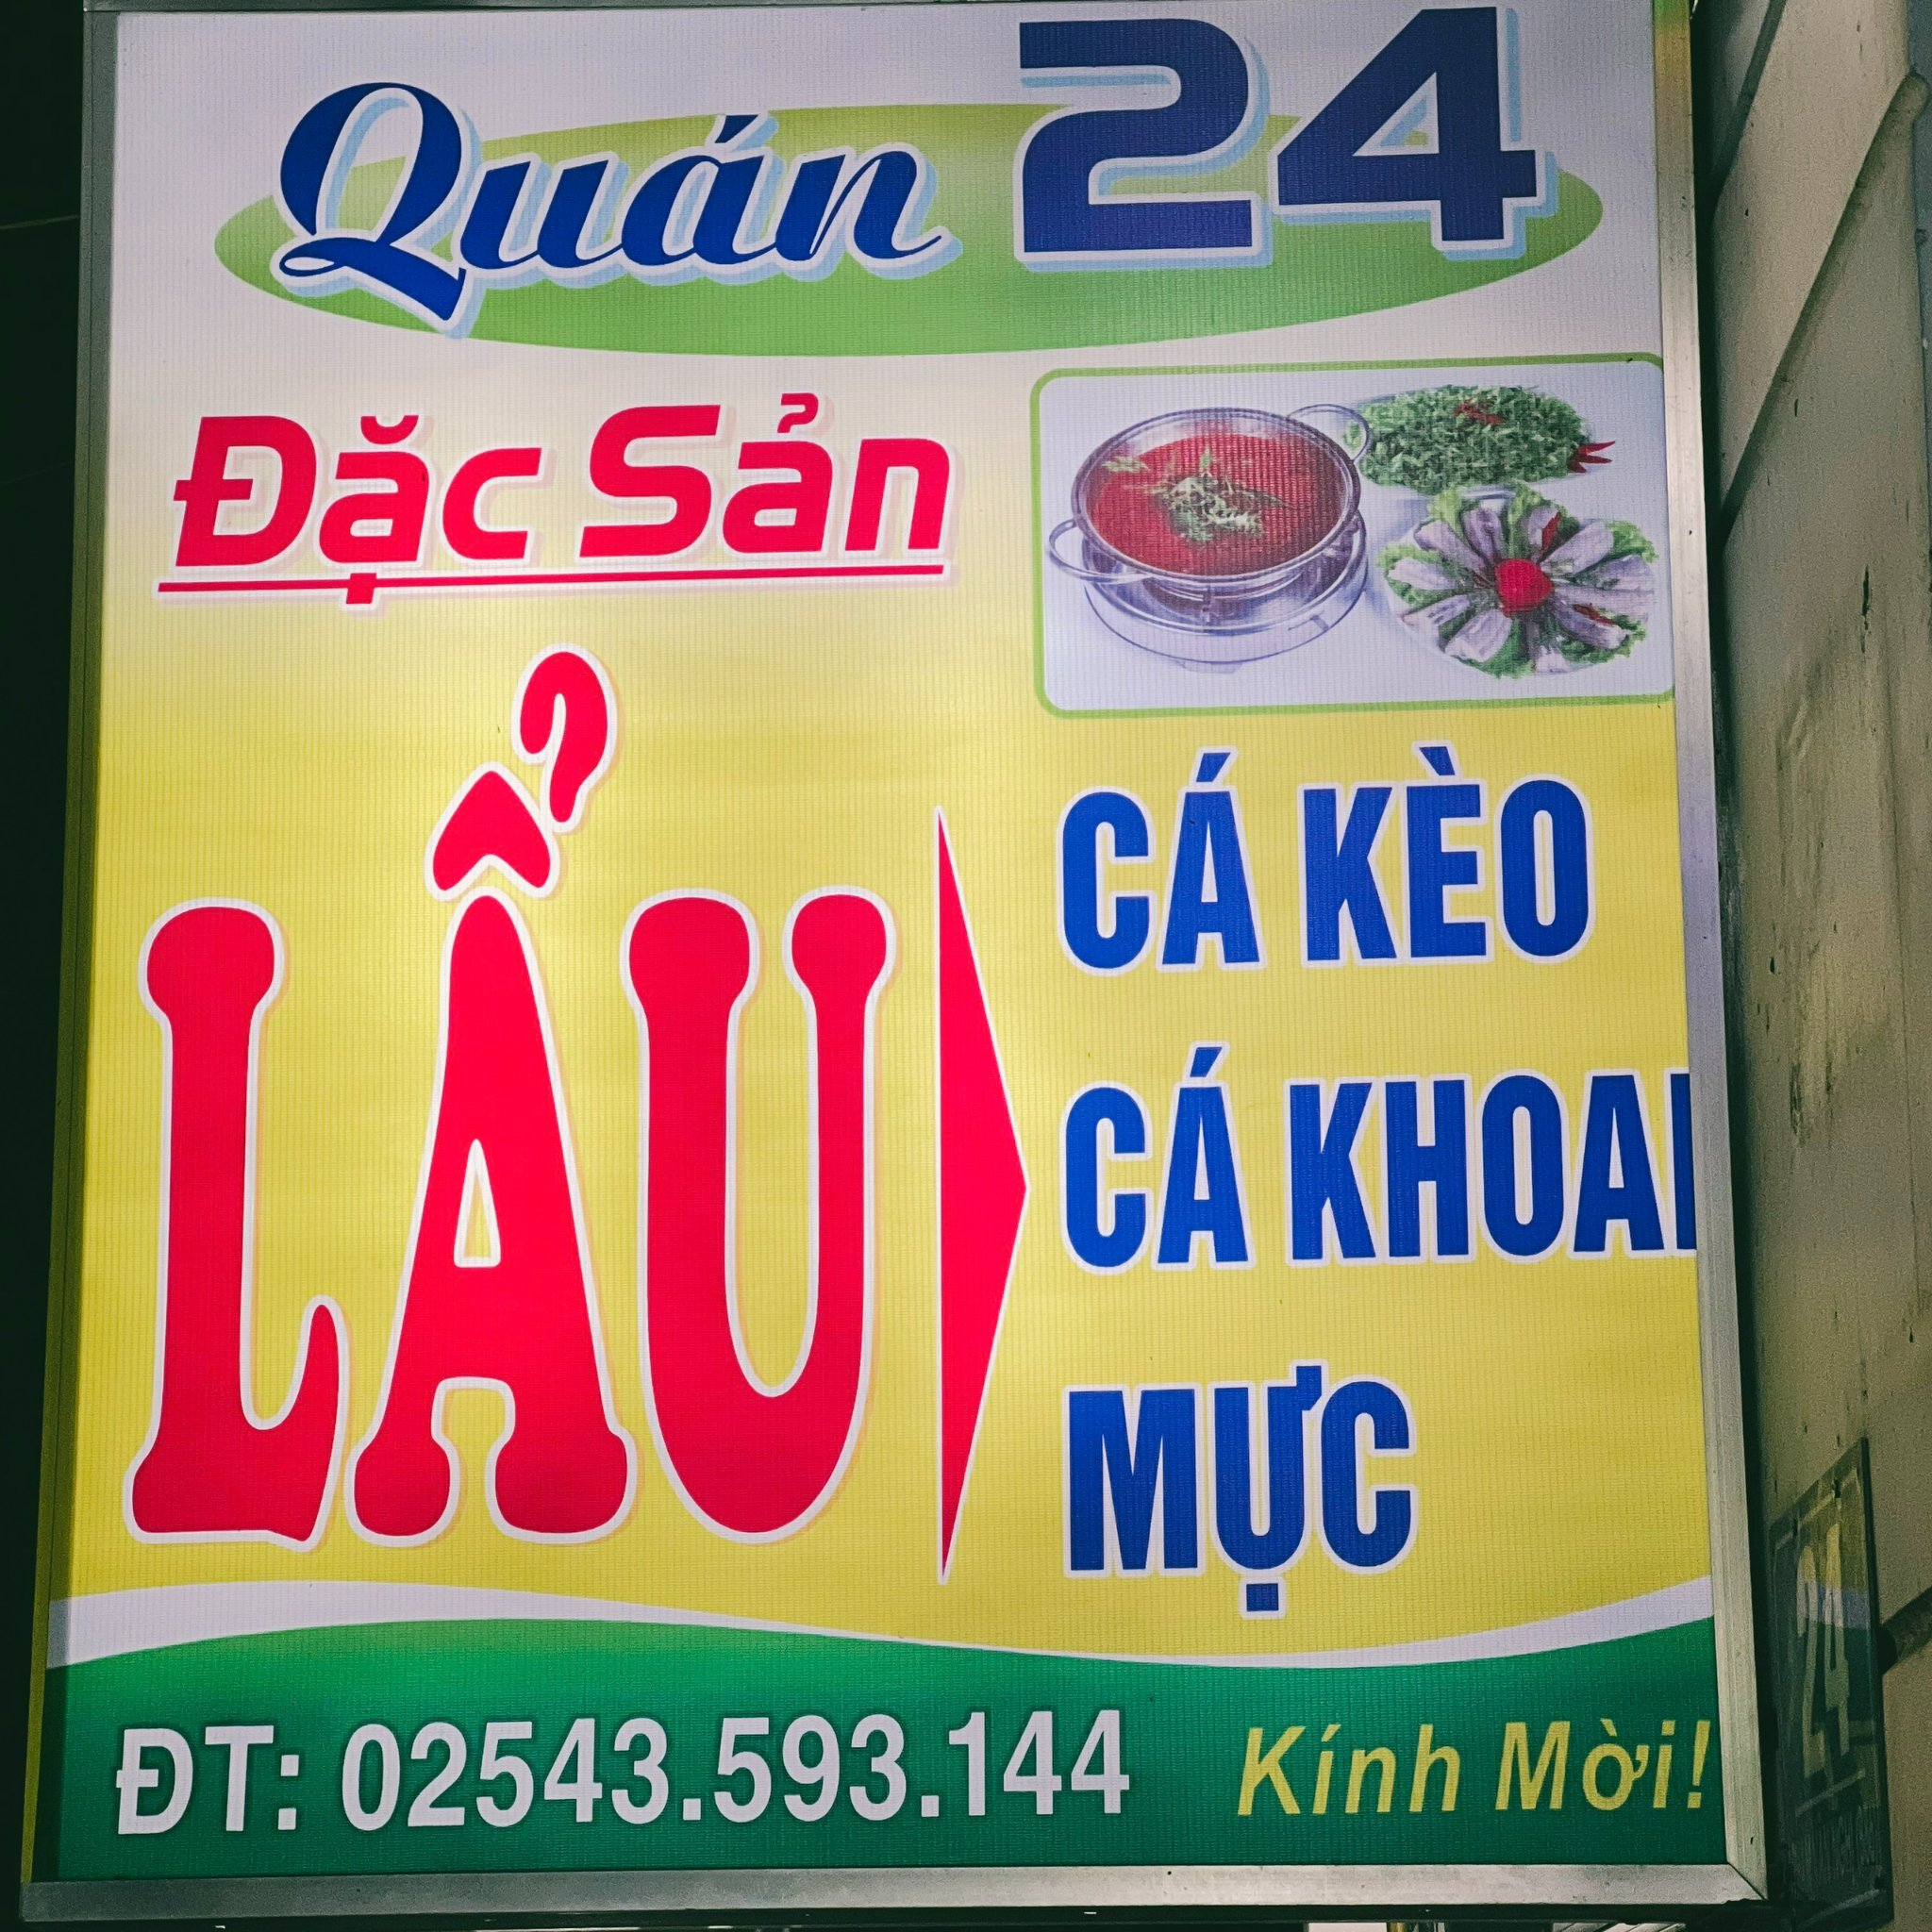 Quán 24
Đặc Sản
LẨU
CÁ KÈO
CÁ KHOAI
MỰC
ĐT: 02543.593.144 Kính Mời!
24